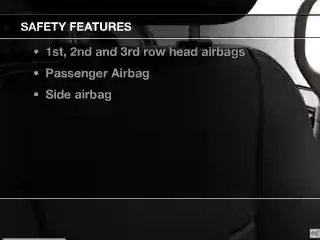 SAFETY FEATURES
• 1st, 2nd and 3rd row head airbags
• Passenger Airbag
• Side airbag